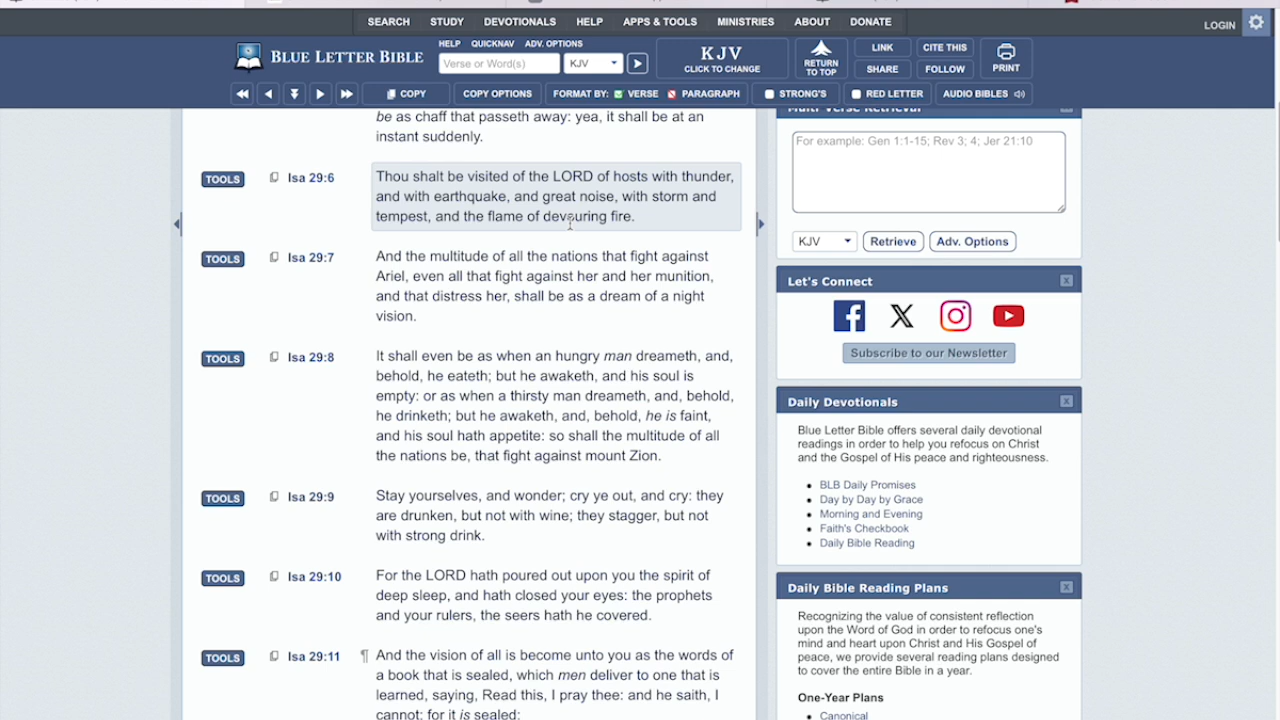 SEARCH STUDY DEVOTIONALS HELP APPS & TOOLS MINISTRIES ABOUT DONATE
LOGIN
BLUE LETTER BIBLE
HELP QUICKNAV ADV. OPTIONS
Verse or Word(s) KJV
KJV
CLICK TO CHANGE
RETURN
TO TOP
LINK CITE THIS
SHARE FOLLOW
PRINT
COPY COPY OPTIONS FORMAT BY: VERSE PARAGRAPH STRONG'S RED LETTER AUDIO BIBLES
be as chaff that passeth away: yea, it shall be at an
instant suddenly.
TOOLS Isa 29:6 Thou shalt be visited of the LORD of hosts with thunder,
and with earthquake, and great noise, with storm and
tempest, and the flame of devouring fire.
TOOLS Isa 29:7 And the multitude of all the nations that fight against
Ariel, even all that fight against her and her munition,
and that distress her, shall be as a dream of a night
vision.
TOOLS Isa 29:8 It shall even be as when an hungry man dreameth, and,
behold, he eateth; but he awaketh, and his soul is
empty: or as when a thirsty man dreameth, and, behold,
he drinketh; but he awaketh, and, behold, he is faint,
and his soul hath appetite: so shall the multitude of all
the nations be, that fight against mount Zion.
TOOLS Isa 29:9 Stay yourselves, and wonder; cry ye out, and cry: they
are drunken, but not with wine; they stagger, but not
with strong drink.
TOOLS Isa 29:10 For the LORD hath poured out upon you the spirit of
deep sleep, and hath closed your eyes: the prophets
and your rulers, the seers hath he covered.
TOOLS Isa 29:11 ¶ And the vision of all is become unto you as the words of
a book that is sealed, which men deliver to one that is
learned, saying, Read this, I pray thee: and he saith, I
cannot; for it is sealed:
Multi-Verse Retrieval
For example: Gen 1:1-15; Rev 3; 4; Jer 21:10
KJV Retrieve Adv. Options
Let's Connect
Subscribe to our Newsletter
Daily Devotionals
Blue Letter Bible offers several daily devotional
readings in order to help you refocus on Christ
and the Gospel of His peace and righteousness.
BLB Daily Promises
Day by Day by Grace
Morning and Evening
Faith's Checkbook
Daily Bible Reading
Daily Bible Reading Plans
Recognizing the value of consistent reflection
upon the Word of God in order to refocus one's
mind and heart upon Christ and His Gospel of
peace, we provide several reading plans designed
to cover the entire Bible in a year.
One-Year Plans
Canonical